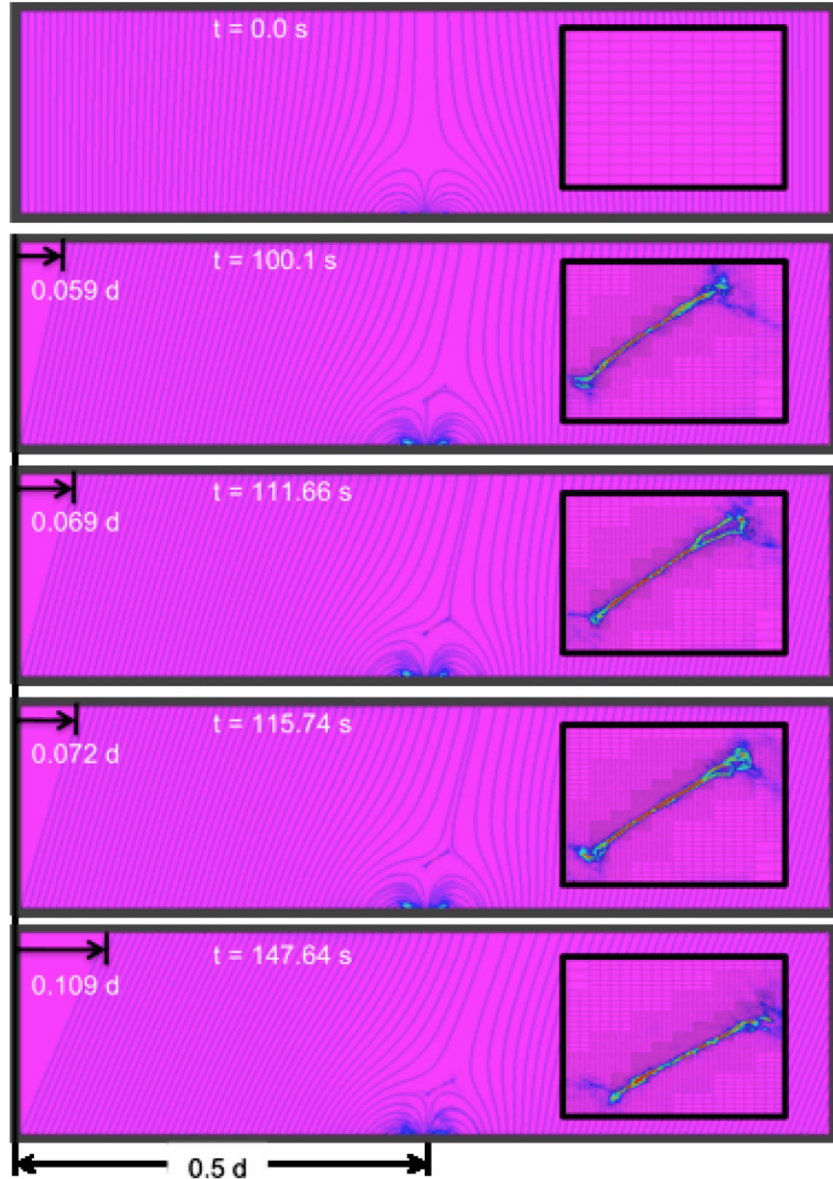 t = 0.0 s
t = 100.1 s
0.059 d
t = 111.66 s
0.069 d
t = 115.74 s
0.072 d
t = 147.64 s
0.109 d
0.5 d